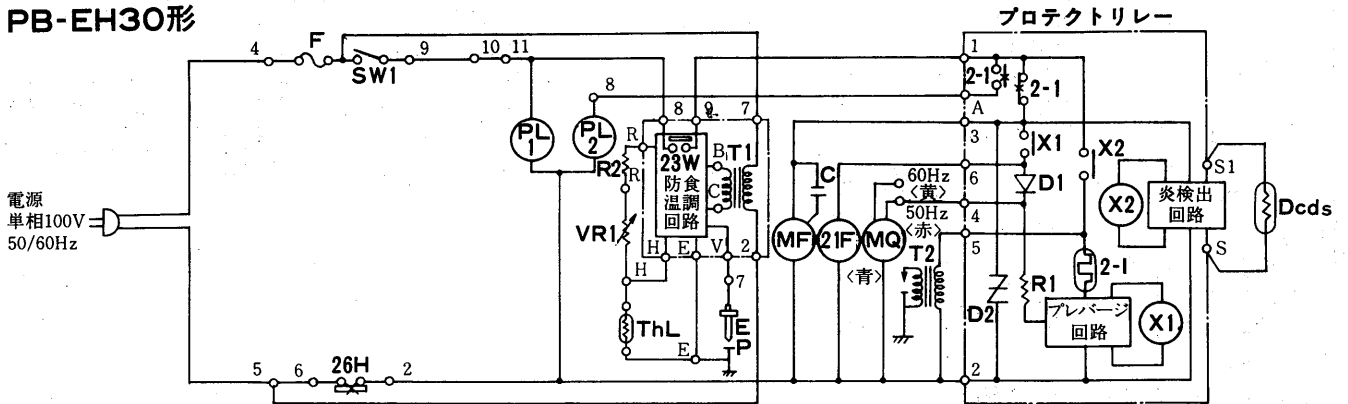 PB-EH30形
プロテクトリレー
4
F
SW1
9
10
11
1
2-1
2-1
8
A
PL
1
PL
2
8
9
7
3
R
R2
R
23W
防食
温調
回路
B
C
T1
X1
X2
S1
C
60Hz
〈黄〉
50Hz
〈赤〉
6
D1
4
X2
炎検出
回路
Dcds
電源
単相100V
50/60Hz
VR1
H
E
V
2
MF
21F
MQ
〈青〉
T2
5
S
H
7
2-1
D2
R1
プレパージ
回路
X1
ThL
E
P
E
5
6
26H
2
2